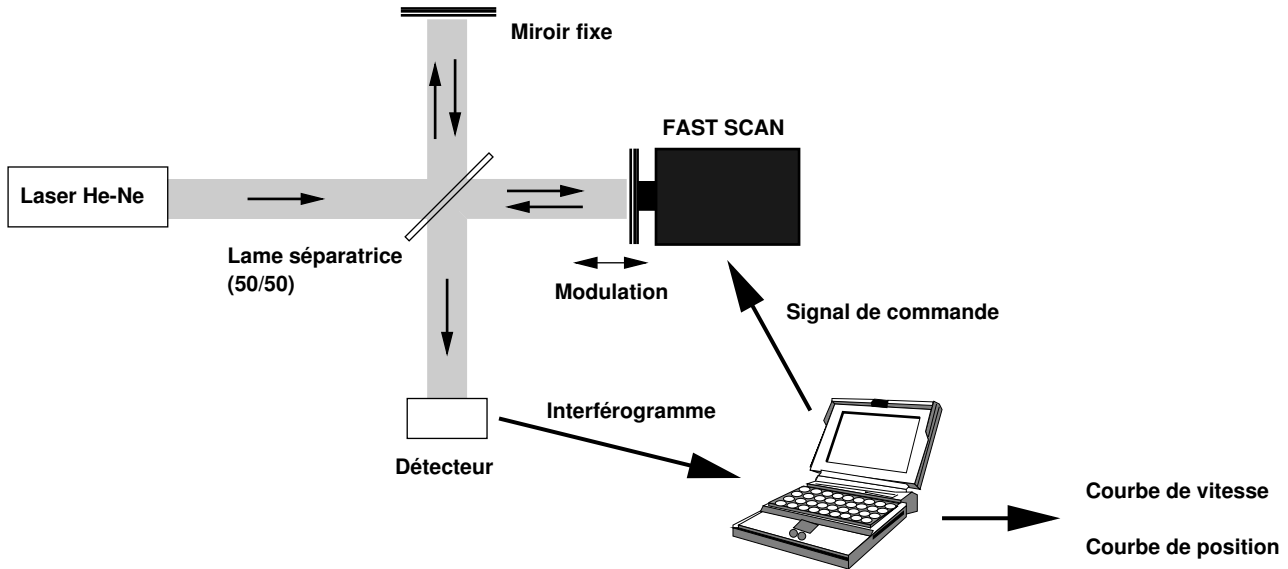 Miroir fixe
FAST SCAN
Laser He-Ne
Lame séparatrice
(50/50)
Modulation
Signal de commande
Interférogramme
Détecteur
Courbe de vitesse
Courbe de position